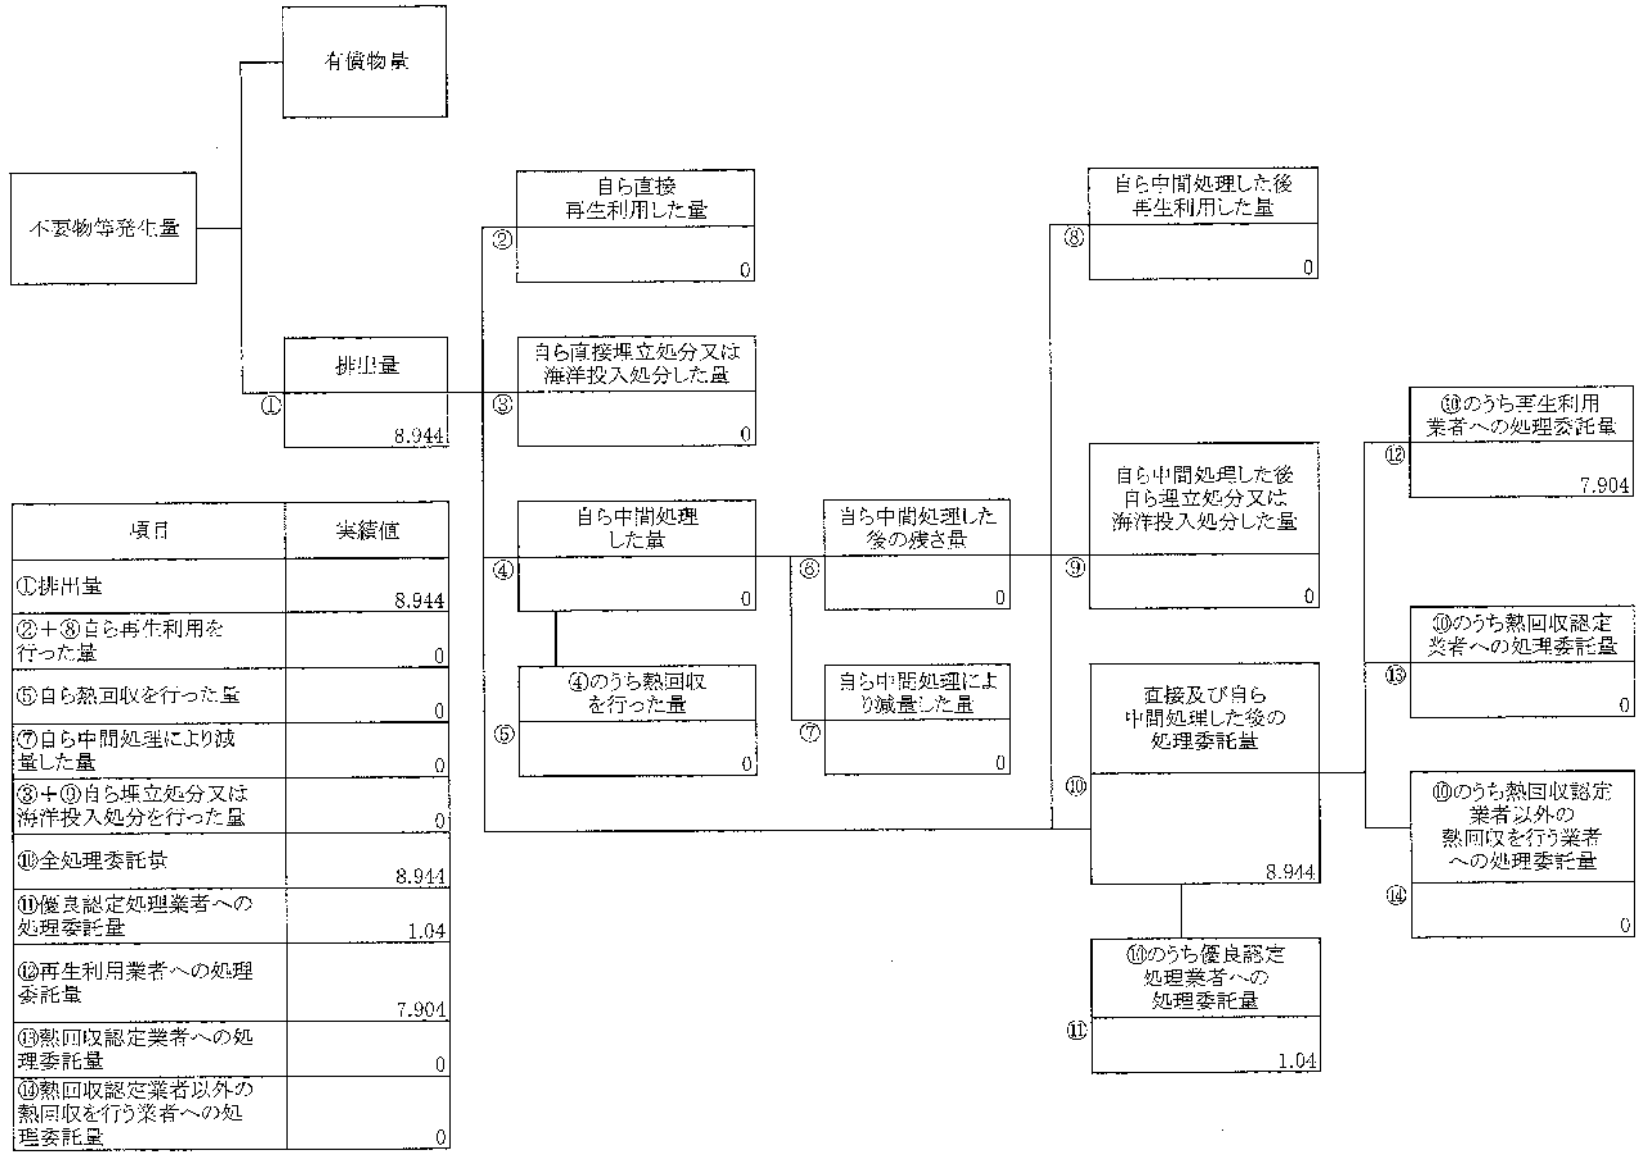 有償物量
不要物等発生量
排出量
①
8.944
自ら直接
再生利用した量
②
0
自ら直接埋立処分又は
海洋投入処分した量
③
0
自ら中間処理
した量
④
0
④のうち熱回収
を行った量
⑤
0
自ら中間処理した
後の残さ量
⑥
0
自ら中間処理によ
り減量した量
⑦
0
自ら中間処理した後
再生利用した量
⑧
0
自ら中間処理した後
自ら埋立処分又は
海洋投入処分した量
⑨
0
直接及び自ら
中間処理した後の
処理委託量
⑩
8.944
⑩のうち優良認定
処理業者への
処理委託量
⑪
1.04
⑩のうち再生利用
業者への処理委託量
⑫
7.904
⑩のうち熱回収認定
業者への処理委託量
⑬
0
⑩のうち熱回収認定
業者以外の
熱回収を行う業者
への処理委託量
⑭
0
項目 実績値
①排出量
8.944
②+⑧自ら再生利用を
行った量
0
⑤自ら熱回収を行った量
0
⑦自ら中間処理により減
量した量
0
③+⑨自ら埋立処分又は
海洋投入処分を行った量
0
⑩全処理委託量
8.944
⑪優良認定処理業者への
処理委託量
1.04
⑫再生利用業者への処理
委託量
7.904
⑬熱回収認定業者への処
理委託量
0
⑭熱回収認定業者以外の
熱回収を行う業者への処
理委託量
0